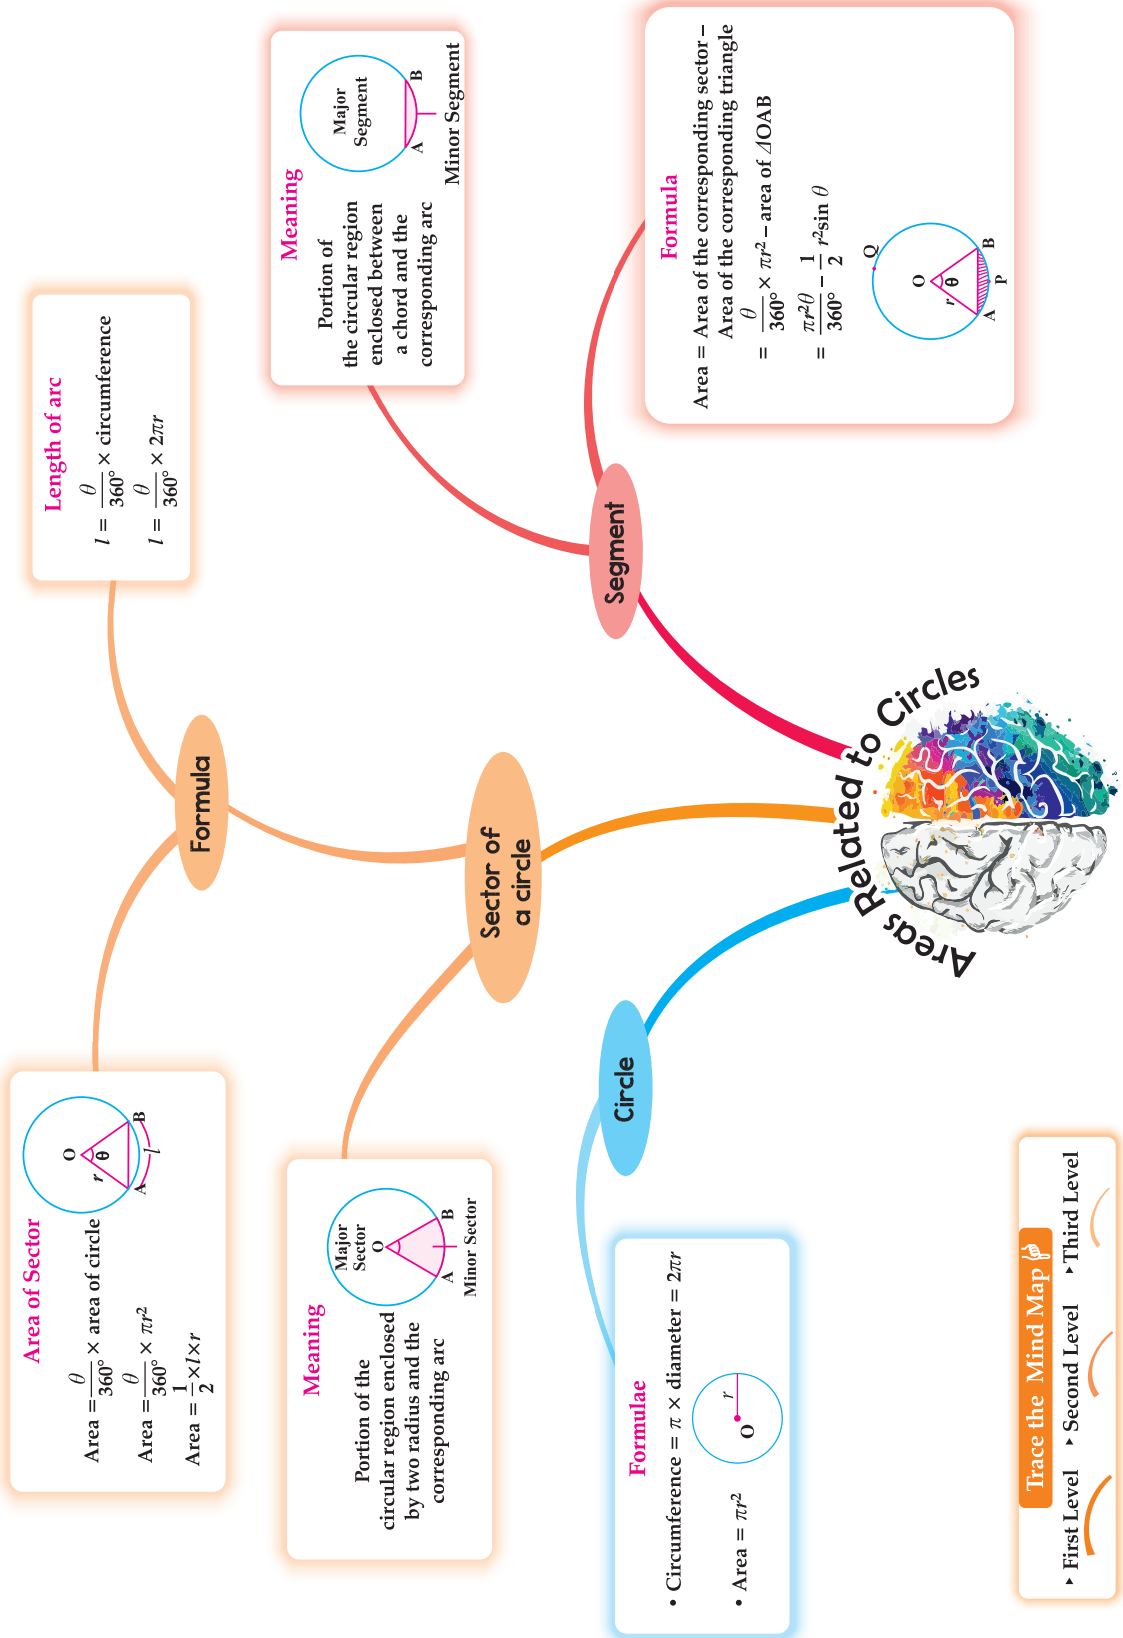 Areas Related to Circles
Circle
Formulae
• Circumference = π × diameter = 2πr
• Area = πr²
O
r
Sector of
a circle
Meaning
Portion of the
circular region enclosed
by two radius and the
corresponding arc
Major
Sector
O
A
B
Minor Sector
Formula
Area of Sector
Area = θ/360° × area of circle
Area = θ/360° × πr²
Area = 1/2 × l × r
O
r
θ
A
B
l
Length of arc
l = θ/360° × circumference
l = θ/360° × 2πr
Segment
Meaning
Portion of
the circular region
enclosed between
a chord and the
corresponding arc
Major
Segment
A
B
Minor Segment
Formula
Area = Area of the corresponding sector –
Area of the corresponding triangle
= θ/360° × πr² – area of ΔOAB
= πr²θ/360° – 1/2 r² sin θ
Q
O
r
θ
A
B
P
Trace the Mind Map
▸ First Level ▸ Second Level ▸ Third Level